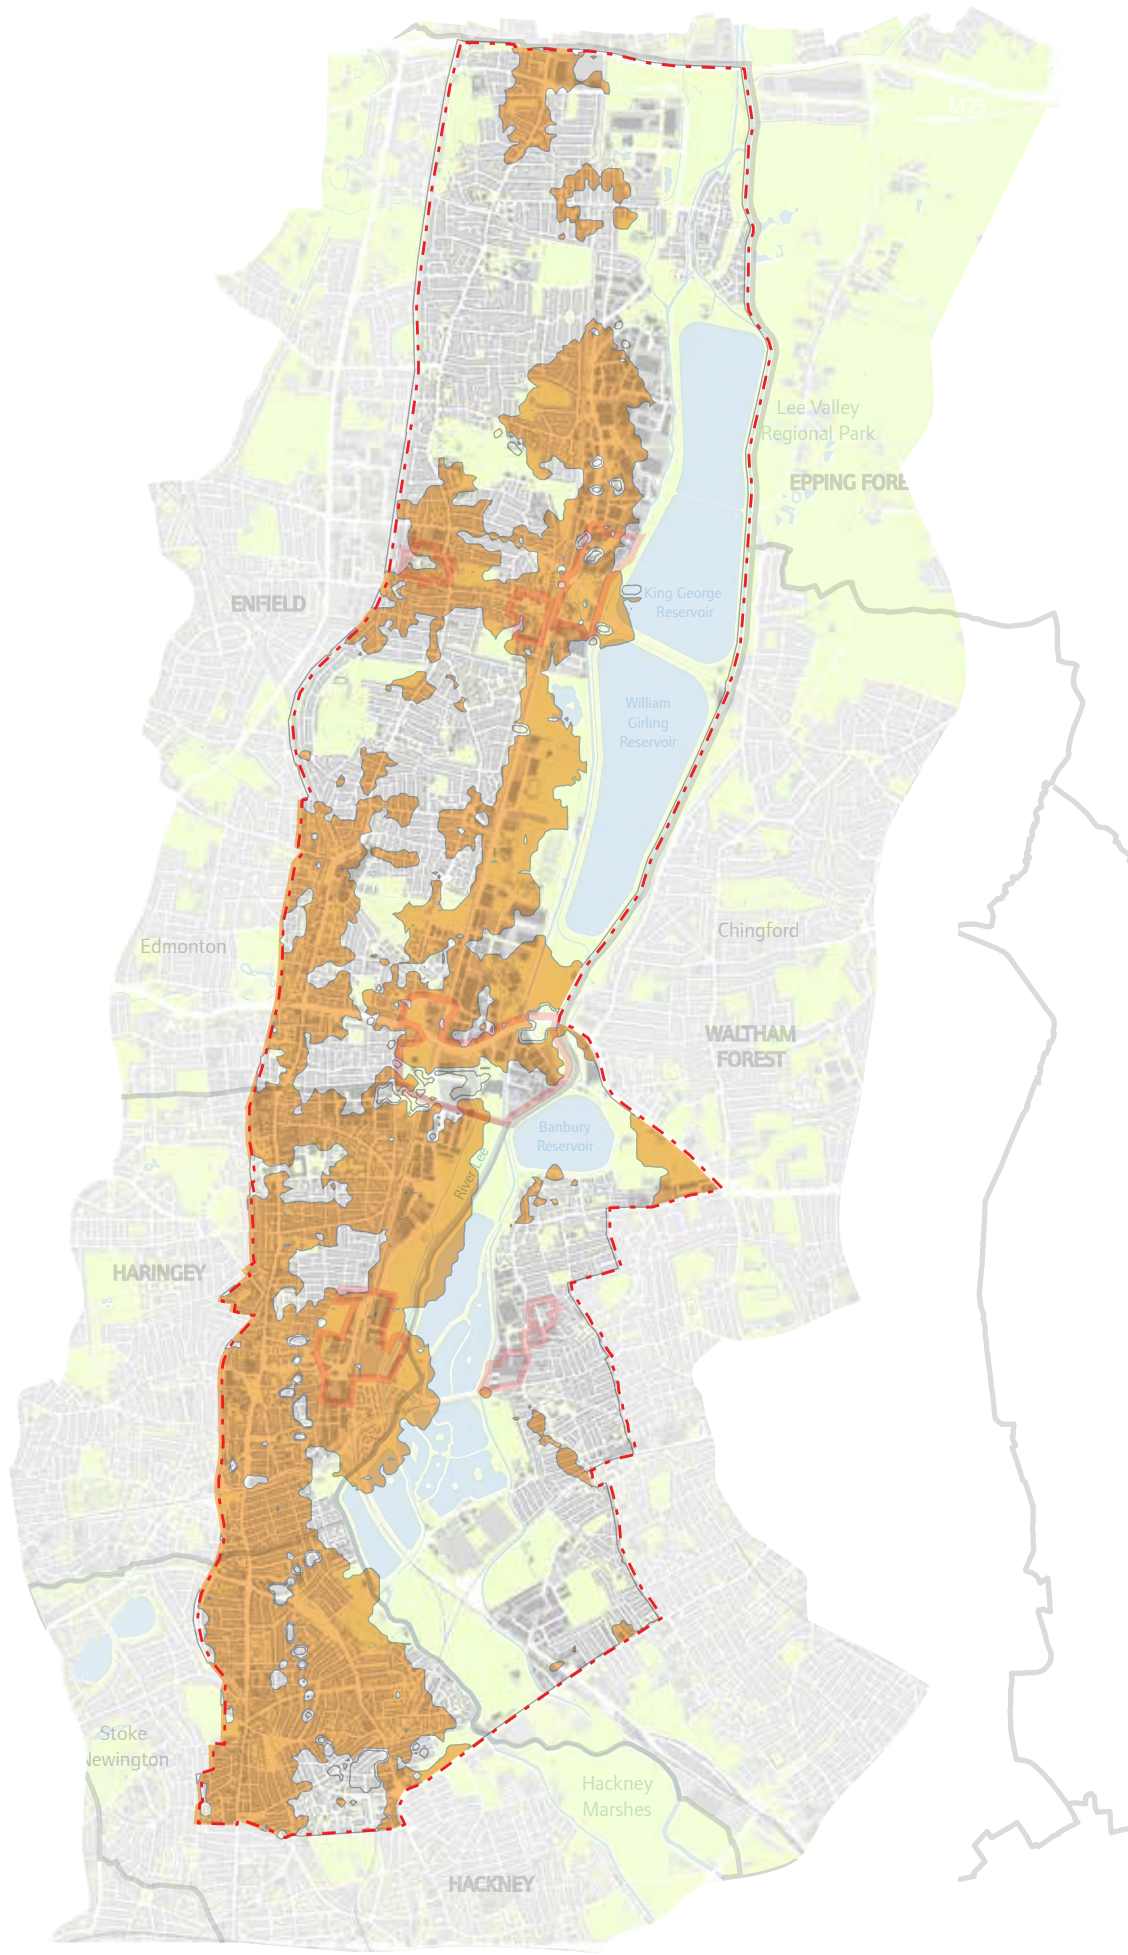 M25
Lee Valley
Regional Park
EPPING FORE
King George
Reservoir
ENFIELD
William
Girling
Reservoir
Chingford
Edmonton
WALTHAM
FOREST
Banbury
Reservoir
River Lee
HARINGEY
Stoke
Newington
Hackney
Marshes
HACKNEY